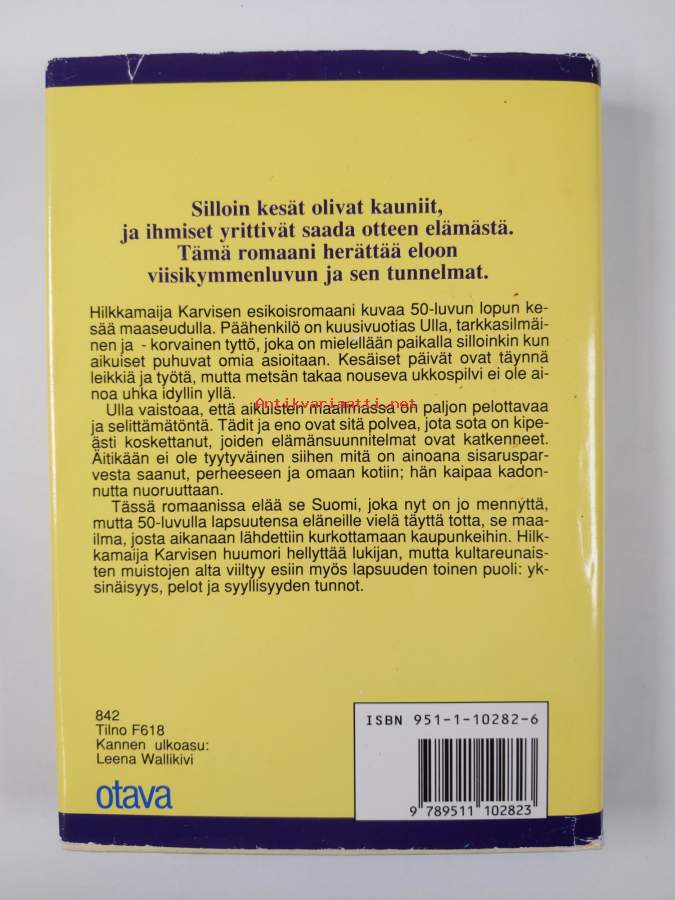 Silloin kesät olivat kauniit,
ja ihmiset yrittivät saada otteen elämästä.
Tämä romaani herättää eloon
viisikymmenluvun ja sen tunnelmat.
Hilkkamaija Karvisen esikoisromaani kuvaa 50-luvun lopun ke-
sää maaseudulla. Päähenkilö on kuusivuotias Ulla, tarkkasilmäi-
nen ja - korvainen tyttö, joka on mielellään paikalla silloinkin kun
aikuiset puhuvat omia asioitaan. Kesäiset päivät ovat täynnä
leikkiä ja työtä, mutta metsän takaa nouseva ukkospilvi ei ole ai-
noa uhka idyllin yllä.
Antikvariaatti.net
Ulla vaistoaa, että aikuisten maailmassa on paljon pelottavaa
ja selittämätöntä. Tädit ja eno ovat sitä polvea, jota sota on kipe-
ästi koskettanut, joiden elämänsuunnitelmat ovat katkenneet.
Äitikään ei ole tyytyväinen siihen mitä on ainoana sisaruspar-
vesta saanut, perheeseen ja omaan kotiin; hän kaipaa kadon-
nutta nuoruuttaan.
Tässä romaanissa elää se Suomi, joka nyt on jo mennyttä,
mutta 50-luvulla lapsuutensa eläneille vielä täyttä totta, se maa-
ilma, josta aikanaan lähdettiin kurkottamaan kaupunkeihin. Hilk-
kamaija Karvisen huumori hellyttää lukijan, mutta kultareunais-
ten muistojen alta viiltyy esiin myös lapsuuden toinen puoli: yk-
sinäisyys, pelot ja syyllisyyden tunnot.
842
Tilno F618
Kannen ulkoasu:
Leena Wallikivi
otava
ISBN 951-1-10282-6
9 789511 102823